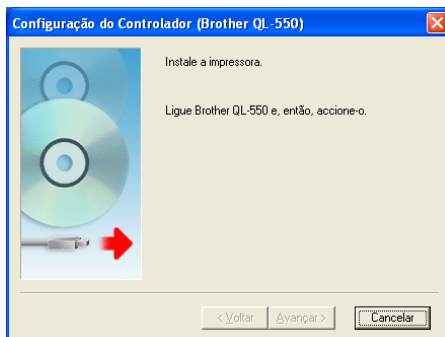 Configuração do Controlador (Brother QL-550)
Instale a impressora.
Ligue Brother QL-550 e, então, accione-o.
< Voltar
Avançar >
Cancelar